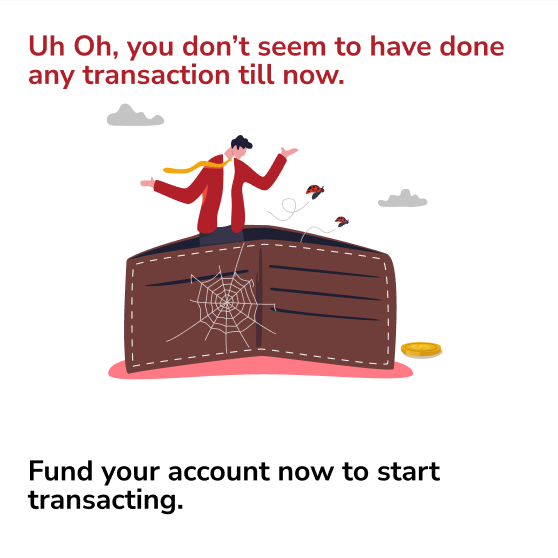 Uh Oh, you don’t seem to have done
any transaction till now.
Fund your account now to start
transacting.